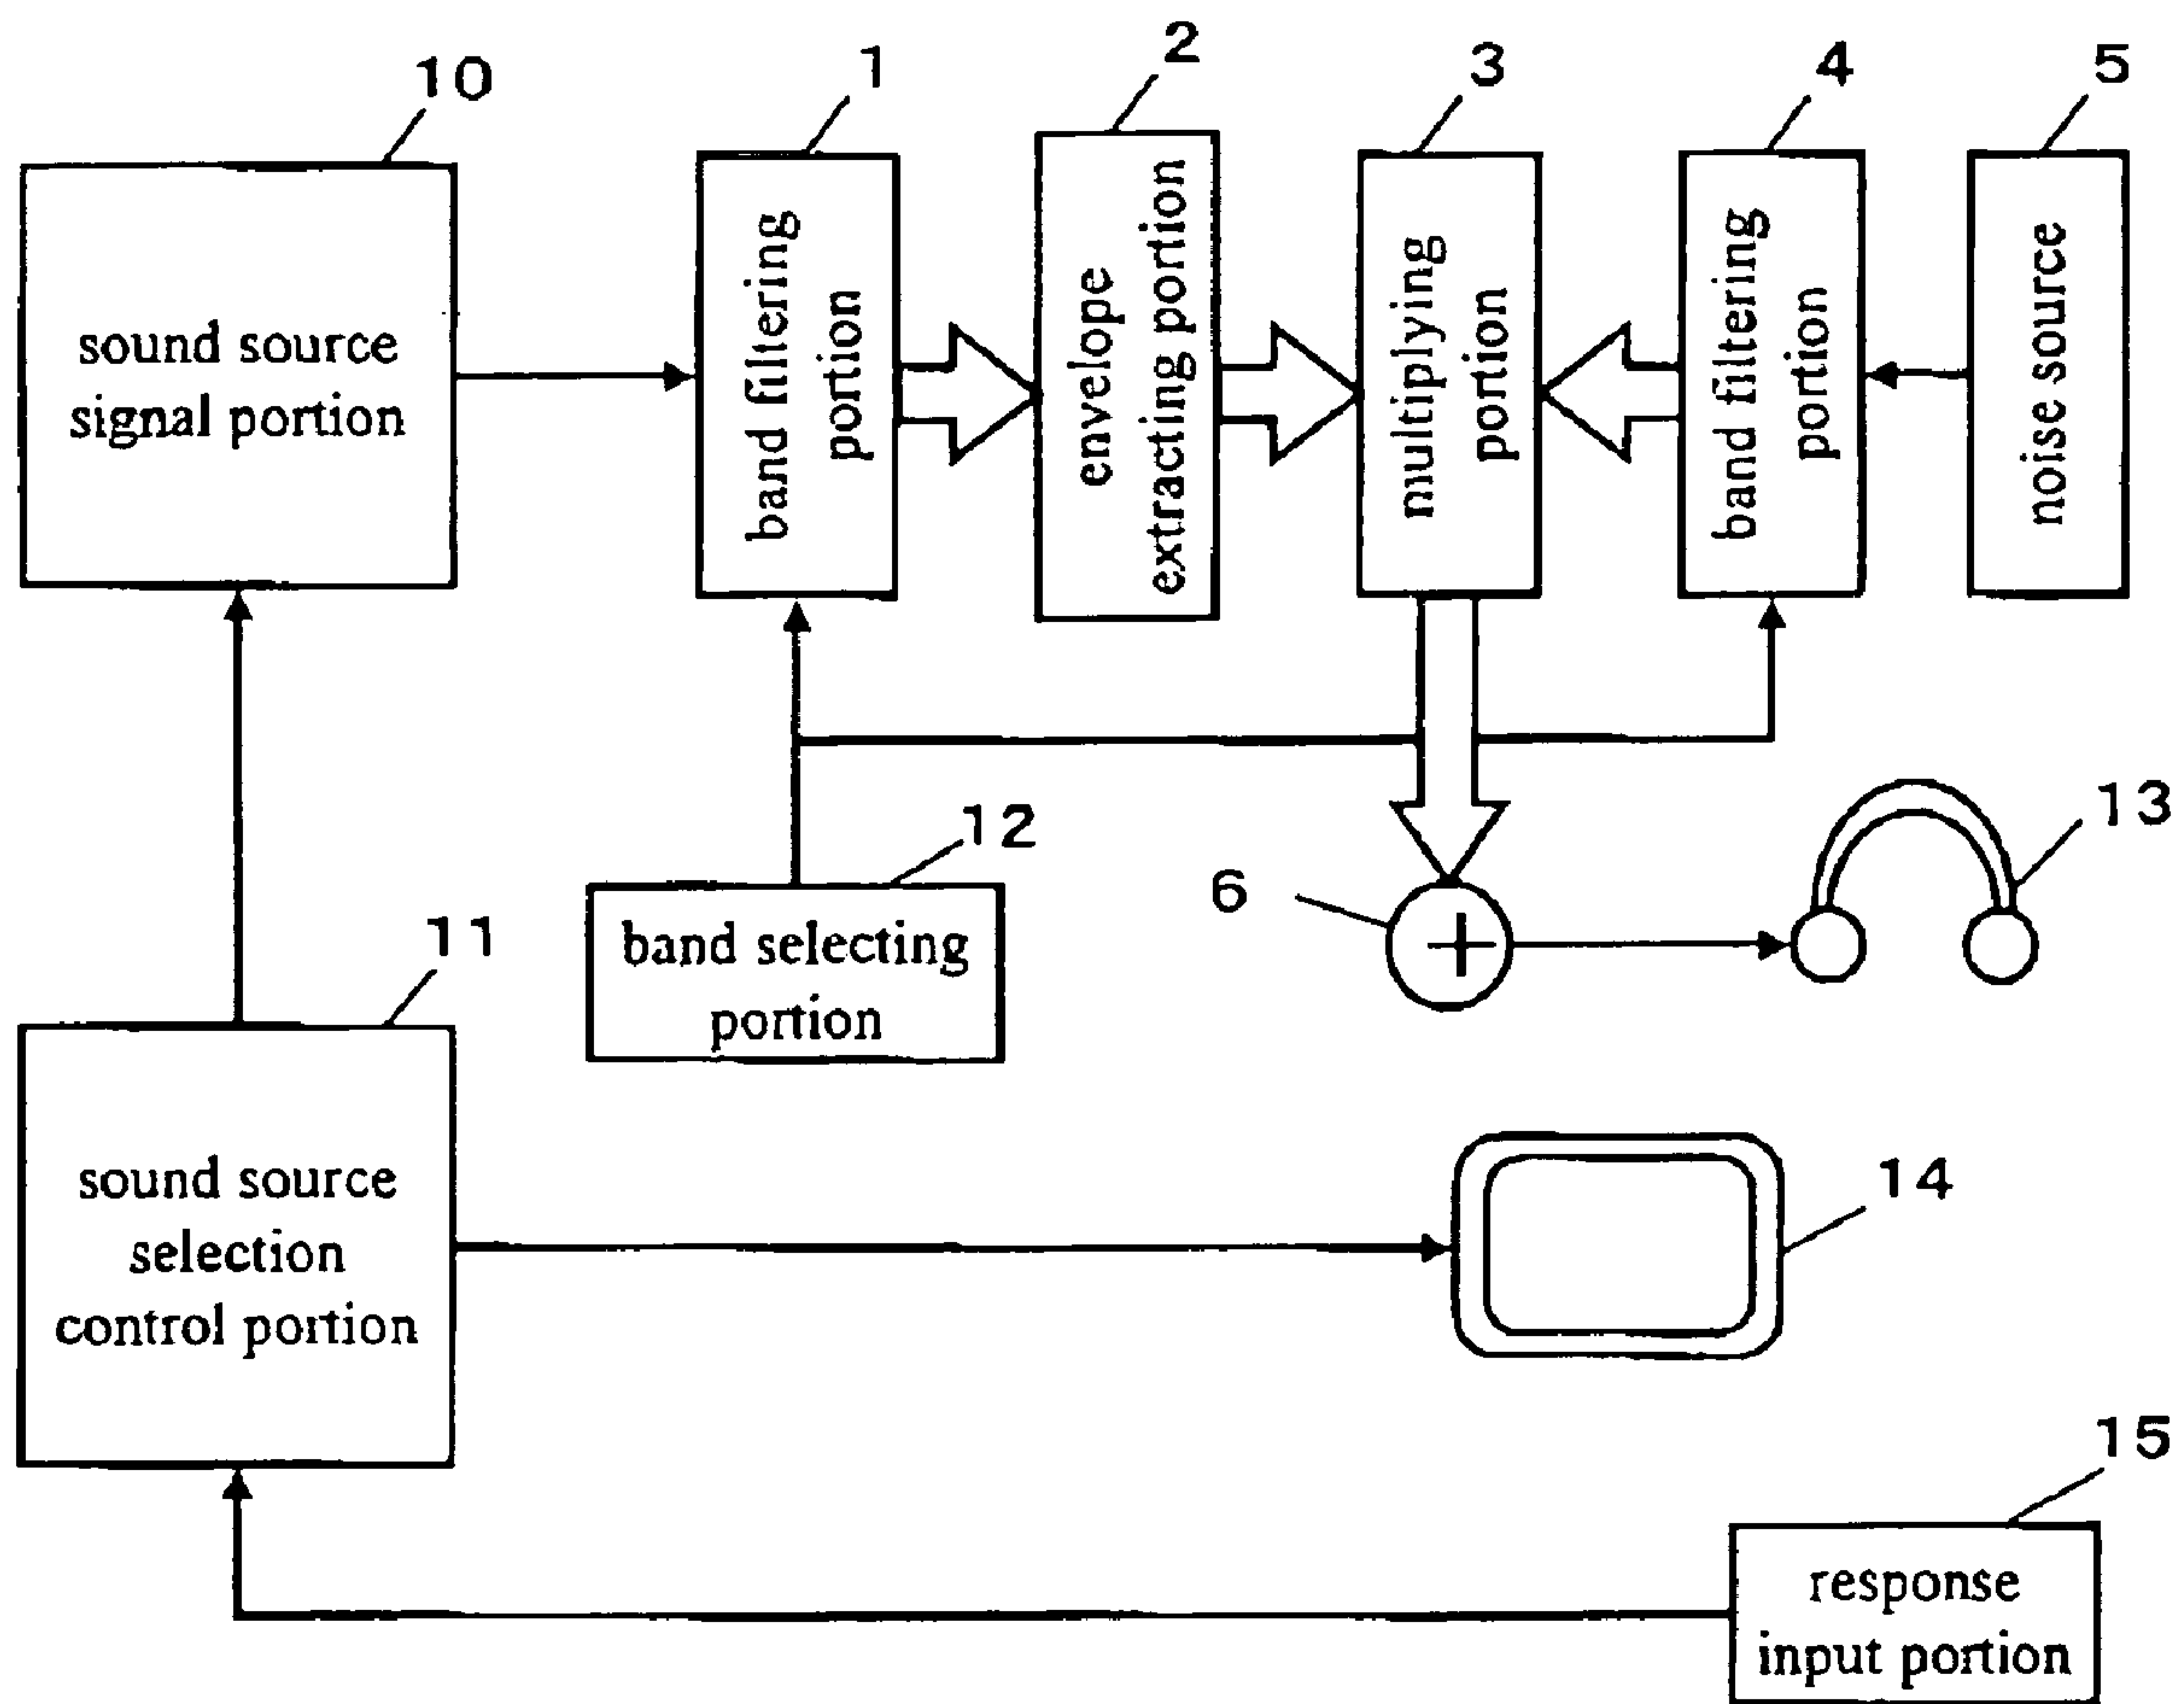 10
1
2
3
4
5
sound source
signal portion
band filtering
portion
envelope
extracting portion
multiplying
portion
band filtering
portion
noise source
12
13
6
band selecting
portion
11
sound source
selection
control portion
14
15
response
input portion